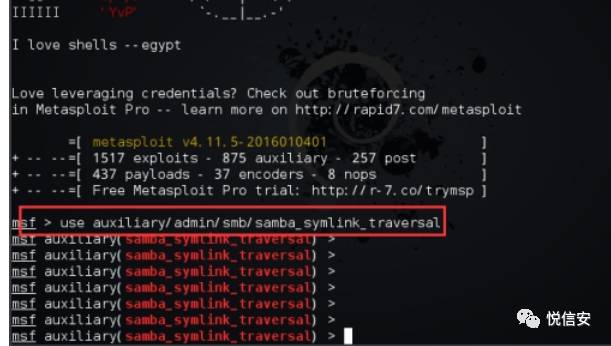 IIIIII      'YvP'       '-.__|__.-'
I love shells --egypt
Love leveraging credentials? Check out bruteforcing
in Metasploit Pro -- learn more on http://rapid7.com/metasploit
=[ metasploit v4.11.5-2016010401 ]
+ -- --=[ 1517 exploits - 875 auxiliary - 257 post ]
+ -- --=[ 437 payloads - 37 encoders - 8 nops ]
+ -- --=[ Free Metasploit Pro trial: http://r-7.co/trymsp ]
msf > use auxiliary/admin/smb/samba_symlink_traversal
msf auxiliary(samba_symlink_traversal) >
msf auxiliary(samba_symlink_traversal) >
msf auxiliary(samba_symlink_traversal) >
msf auxiliary(samba_symlink_traversal) >
msf auxiliary(samba_symlink_traversal) >
msf auxiliary(samba_symlink_traversal) >
msf auxiliary(samba_symlink_traversal) >
悦信安